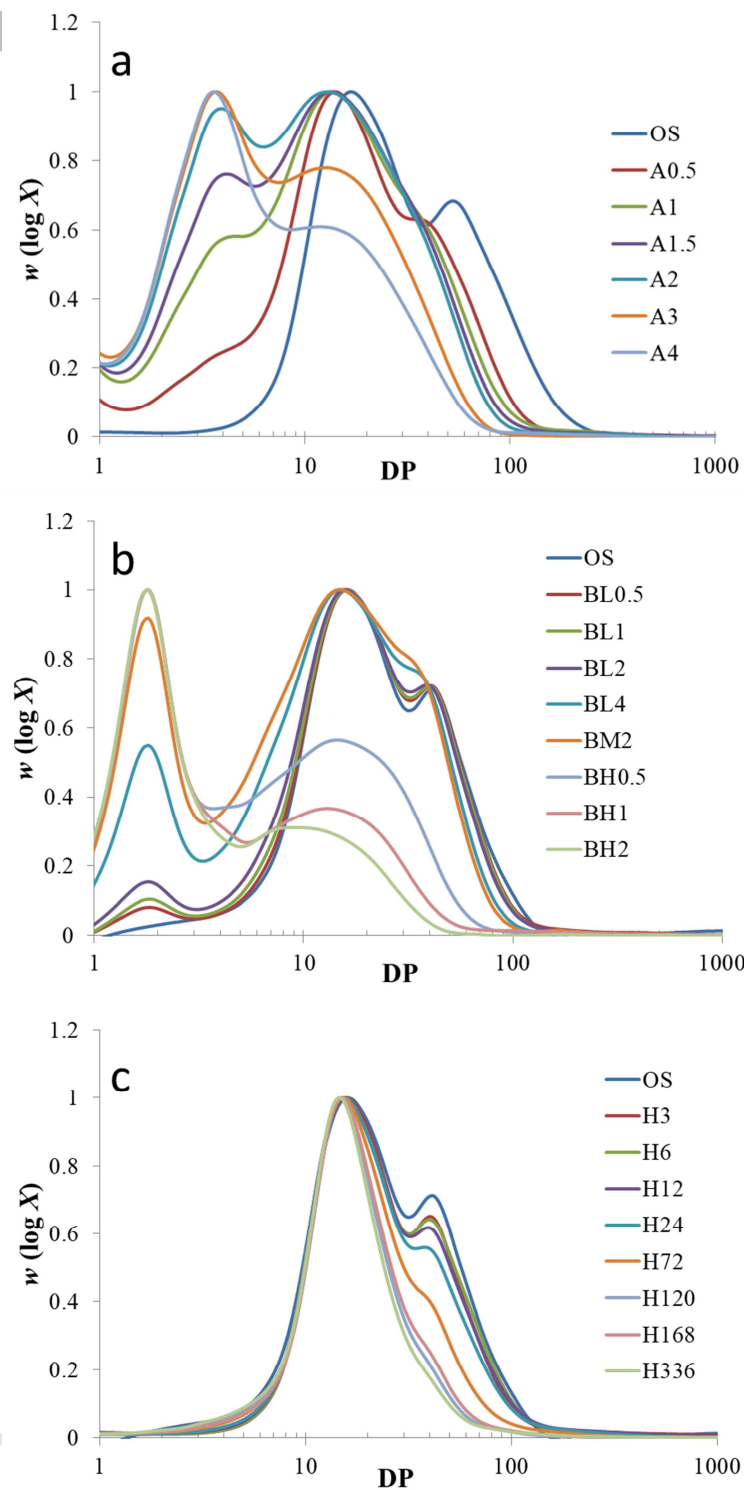 a
1.2
1
0.8
0.6
0.4
0.2
0
w (log X)
1
10
100
1000
DP
OS
A0.5
A1
A1.5
A2
A3
A4
b
1.2
1
0.8
0.6
0.4
0.2
0
w (log X)
1
10
100
1000
DP
OS
BL0.5
BL1
BL2
BL4
BM2
BH0.5
BH1
BH2
c
1.2
1
0.8
0.6
0.4
0.2
0
w (log X)
1
10
100
1000
DP
OS
H3
H6
H12
H24
H72
H120
H168
H336